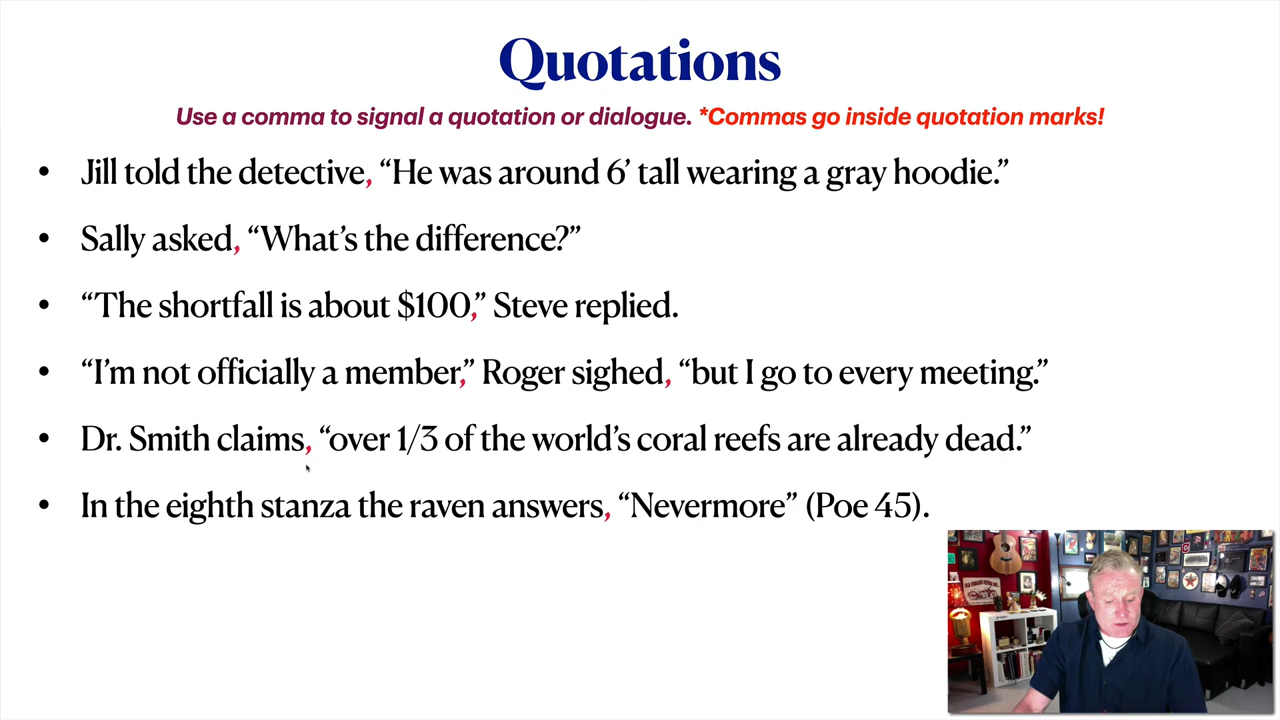 Quotations
Use a comma to signal a quotation or dialogue. *Commas go inside quotation marks!
• Jill told the detective, “He was around 6’ tall wearing a gray hoodie.”
• Sally asked, “What’s the difference?”
• “The shortfall is about $100,” Steve replied.
• “I’m not officially a member,” Roger sighed, “but I go to every meeting.”
• Dr. Smith claims, “over 1/3 of the world’s coral reefs are already dead.”
• In the eighth stanza the raven answers, “Nevermore” (Poe 45).